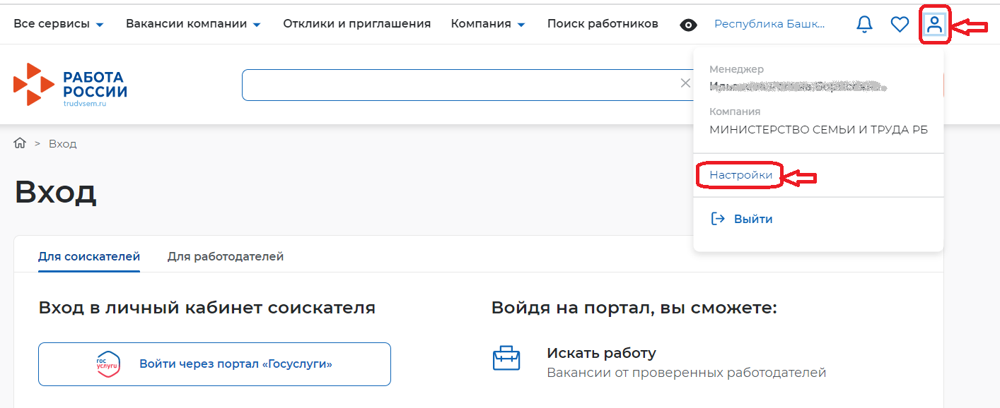 Все сервисы Вакансии компании Отклики и приглашения Компания Поиск работников Республика Башк...
РАБОТА
РОССИИ
trudvsem.ru
Менеджер
Компания
МИНИСТЕРСТВО СЕМЬИ И ТРУДА РБ
Настройки
Выйти
> Вход
Вход
Для соискателей Для работодателей
Вход в личный кабинет соискателя
гос
услуги
Войти через портал «Госуслуги»
Войдя на портал, вы сможете:
Искать работу
Вакансии от проверенных работодателей